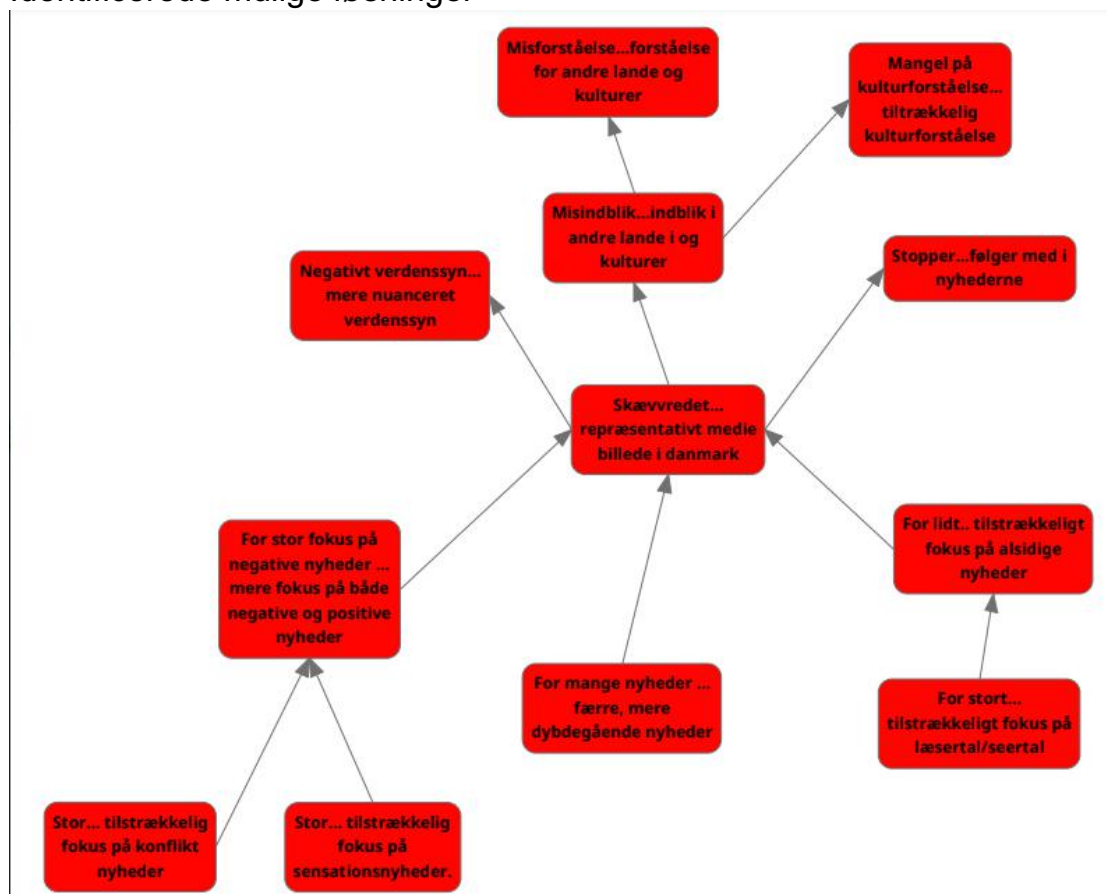 Identificerede mulige løsninger
Misforståelse...forståelse
for andre lande og
kulturer
Mangel på
kulturforståelse...
tiltrækkelig
kulturforståelse
Misindblik...indblik i
andre lande i og
kulturer
Negativt verdenssyn...
mere nuanceret
verdenssyn
Stopper...følger med i
nyhederne
Skævvredet...
repræsentativt medie
billede i danmark
For stor fokus på
negative nyheder ...
mere fokus på både
negative og positive
nyheder
For lidt.. tilstrækkeligt
fokus på alsidige
nyheder
For mange nyheder ...
færre, mere
dybdegående nyheder
For stort...
tilstrækkeligt fokus på
læsertal/seertal
Stor... tilstrækkelig
fokus på konflikt
nyheder
Stor... tilstrækkelig
fokus på
sensationsnyheder.